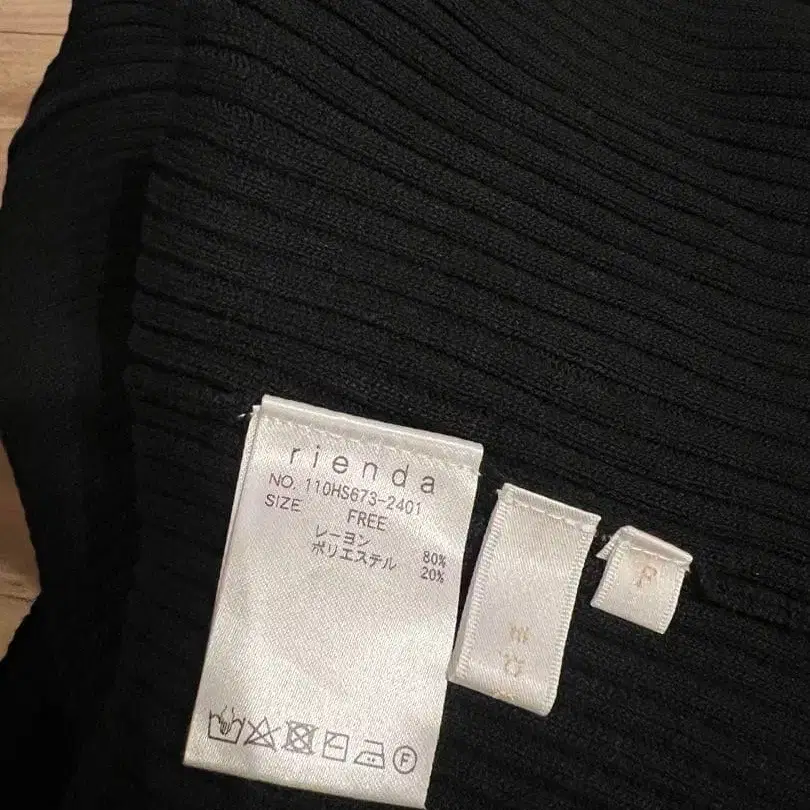 rienda
NO. 110HS673-2401
SIZE FREE
レーヨン 80%
ポリエステル 20%
F
F